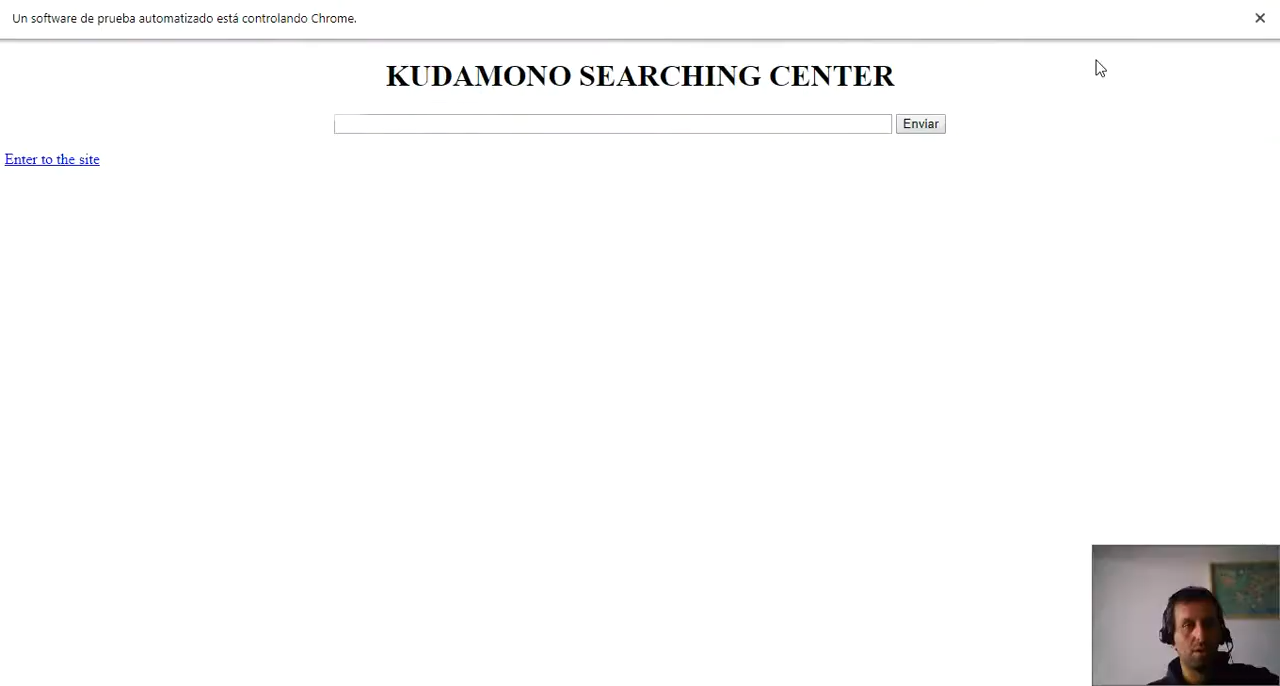 Un software de prueba automatizado está controlando Chrome.
KUDAMONO SEARCHING CENTER
Enviar
Enter to the site